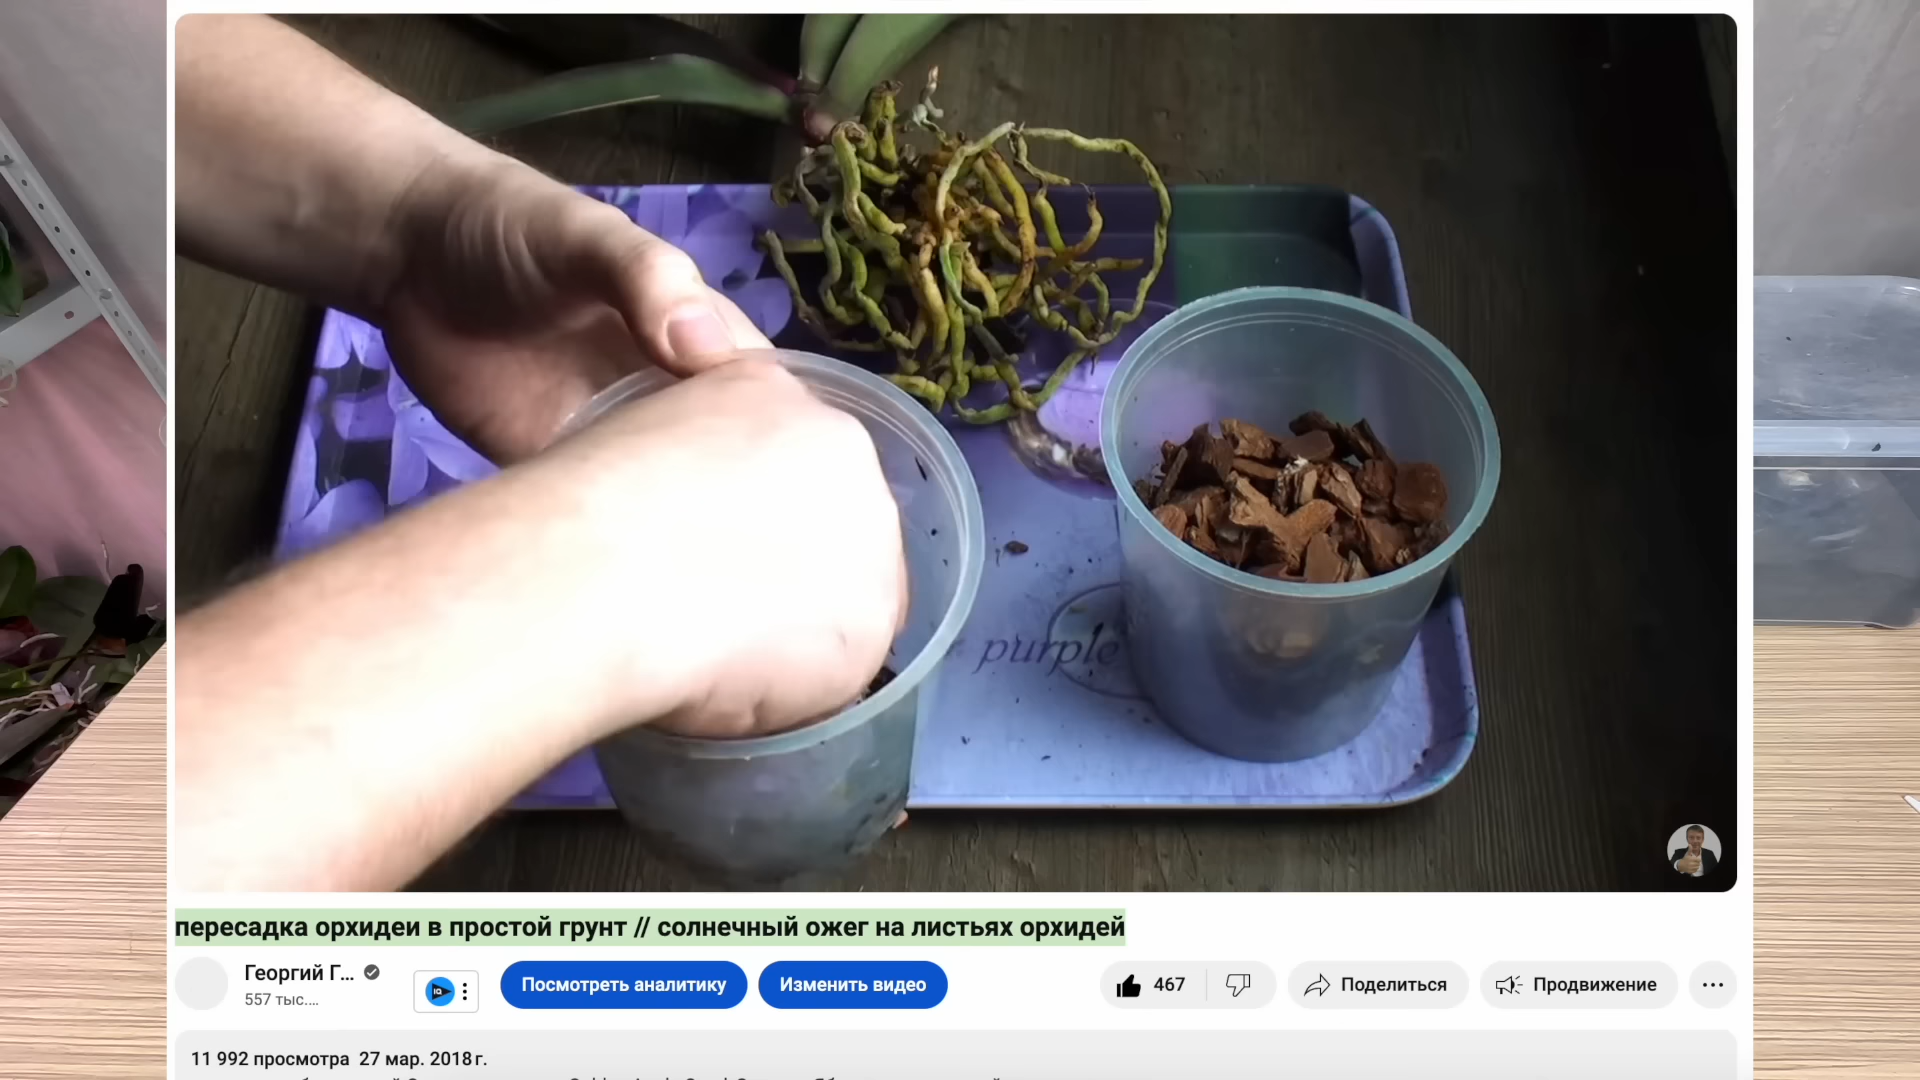 purple
пересадка орхидеи в простой грунт // солнечный ожег на листьях орхидей
Георгий Г...
557 тыс....
IQ
Посмотреть аналитику
Изменить видео
467
Поделиться
Продвижение
11 992 просмотра 27 мар. 2018 г.